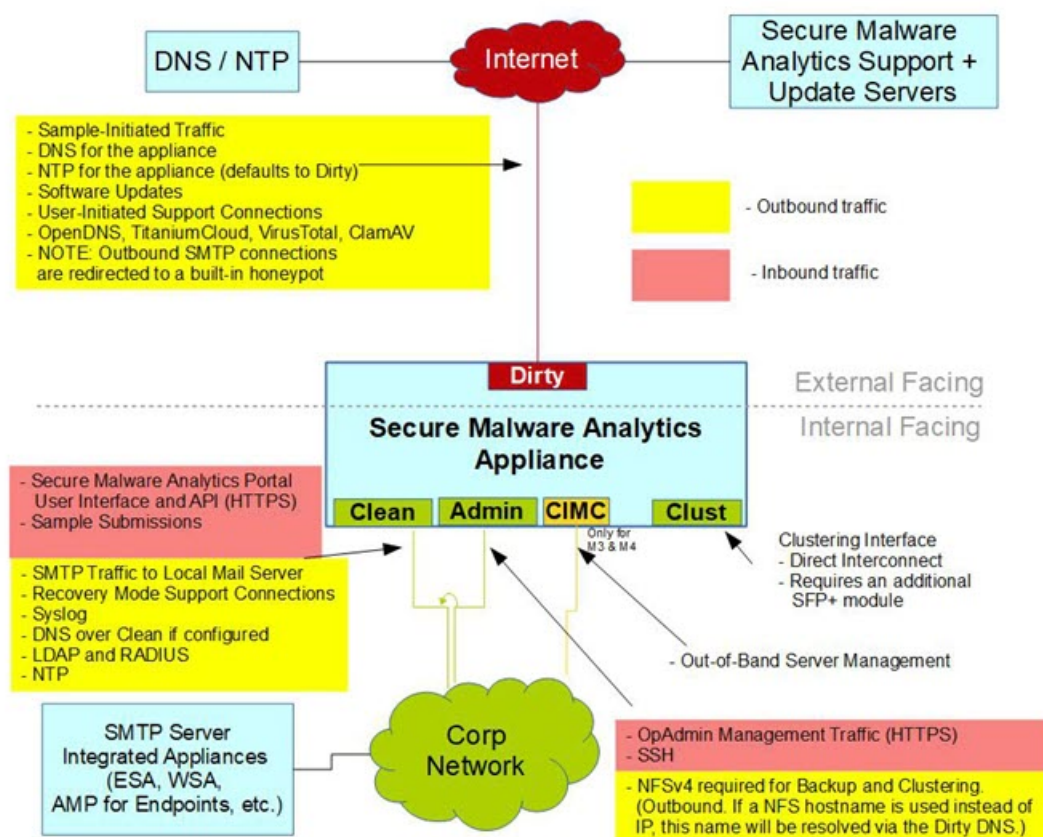 DNS / NTP
Internet
Secure Malware
Analytics Support +
Update Servers
- Sample-Initiated Traffic
- DNS for the appliance
- NTP for the appliance (defaults to Dirty)
- Software Updates
- User-Initiated Support Connections
- OpenDNS, TitaniumCloud, VirusTotal, ClamAV
- NOTE: Outbound SMTP connections
are redirected to a built-in honeypot
- Outbound traffic
- Inbound traffic
Dirty
External Facing
Internal Facing
Secure Malware Analytics
Appliance
Clean
Admin
CIMC
Clust
Only for
M3 & M4
- Secure Malware Analytics Portal
User Interface and API (HTTPS)
- Sample Submissions
- SMTP Traffic to Local Mail Server
- Recovery Mode Support Connections
- Syslog
- DNS over Clean if configured
- LDAP and RADIUS
- NTP
Clustering Interface
- Direct Interconnect
- Requires an additional
SFP+ module
- Out-of-Band Server Management
SMTP Server
Integrated Appliances
(ESA, WSA,
AMP for Endpoints, etc.)
Corp
Network
- OpAdmin Management Traffic (HTTPS)
- SSH
- NFSv4 required for Backup and Clustering.
(Outbound. If a NFS hostname is used instead of
IP, this name will be resolved via the Dirty DNS.)